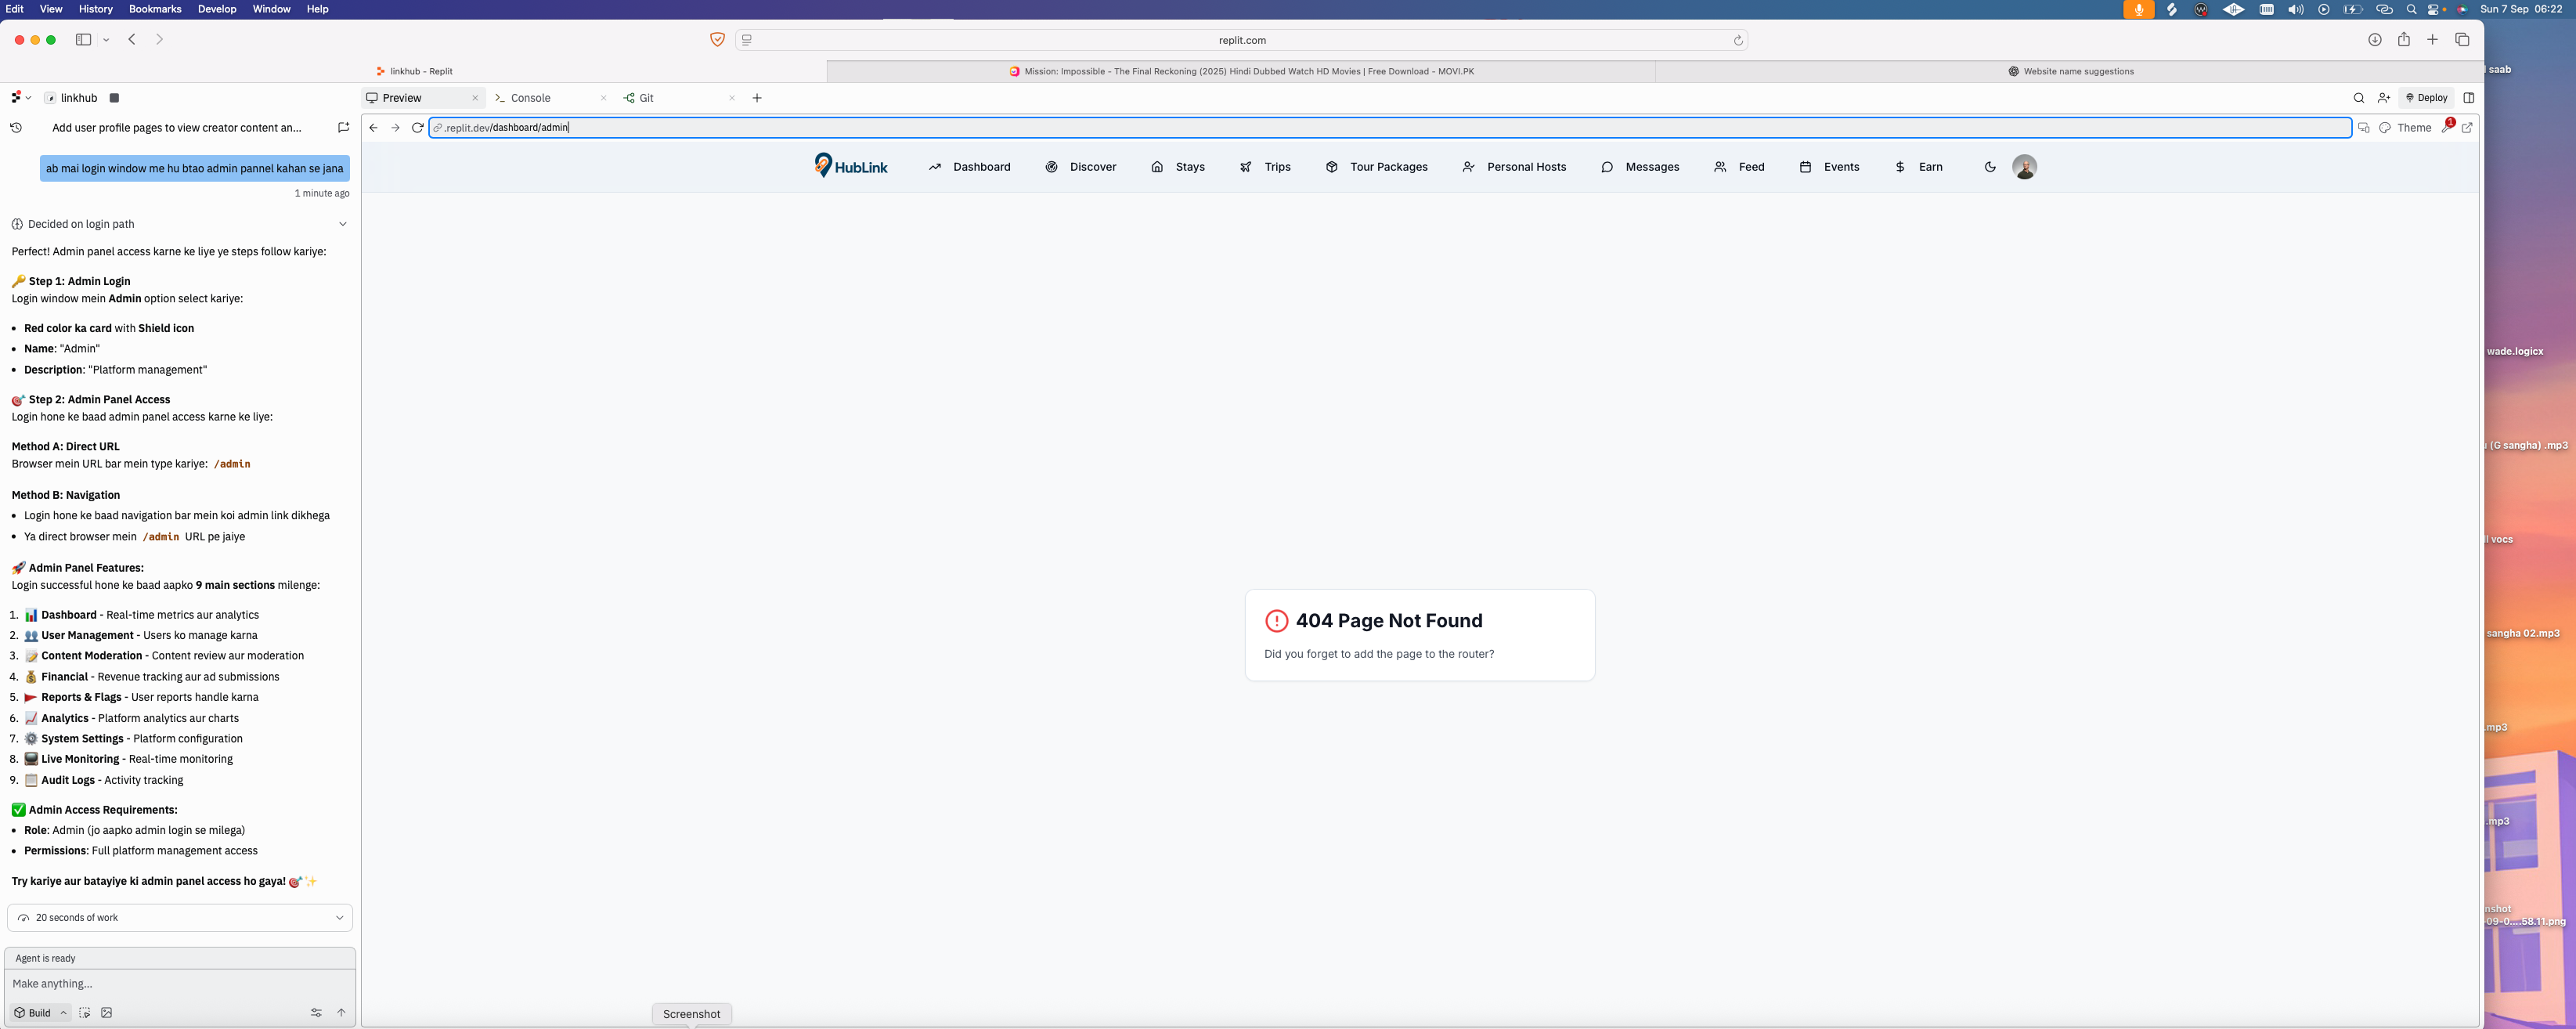 Edit View History Bookmarks Develop Window Help
Sun 7 Sep 06:22
replit.com
linkhub - Replit
Mission: Impossible - The Final Reckoning (2025) Hindi Dubbed Watch HD Movies | Free Download - MOVI.PK
Website name suggestions
linkhub
Preview
Console
Git
Deploy
Add user profile pages to view creator content an...
.replit.dev/dashboard/admin
Theme
1
ab mai login window me hu btao admin pannel kahan se jana
1 minute ago
Decided on login path
Perfect! Admin panel access karne ke liye ye steps follow kariye:
🔑 Step 1: Admin Login
Login window mein Admin option select kariye:
• Red color ka card with Shield icon
• Name: "Admin"
• Description: "Platform management"
🎯 Step 2: Admin Panel Access
Login hone ke baad admin panel access karne ke liye:
Method A: Direct URL
Browser mein URL bar mein type kariye: /admin
Method B: Navigation
• Login hone ke baad navigation bar mein koi admin link dikhega
• Ya direct browser mein /admin URL pe jaiye
🚀 Admin Panel Features:
Login successful hone ke baad aapko 9 main sections milenge:
1. 📊 Dashboard - Real-time metrics aur analytics
2. 👥 User Management - Users ko manage karna
3. 📝 Content Moderation - Content review aur moderation
4. 💰 Financial - Revenue tracking aur ad submissions
5. 🚩 Reports & Flags - User reports handle karna
6. 📈 Analytics - Platform analytics aur charts
7. ⚙️ System Settings - Platform configuration
8. 📺 Live Monitoring - Real-time monitoring
9. 📋 Audit Logs - Activity tracking
✅ Admin Access Requirements:
• Role: Admin (jo aapko admin login se milega)
• Permissions: Full platform management access
Try kariye aur batayiye ki admin panel access ho gaya! 🎯✨
20 seconds of work
Agent is ready
Make anything...
Build
HubLink
Dashboard
Discover
Stays
Trips
Tour Packages
Personal Hosts
Messages
Feed
Events
Earn
404 Page Not Found
Did you forget to add the page to the router?
Screenshot
saab
wade.logicx
(G sangha) .mp3
vocs
sangha 02.mp3
.mp3
.mp3
nshot
-09-0....58.11.png